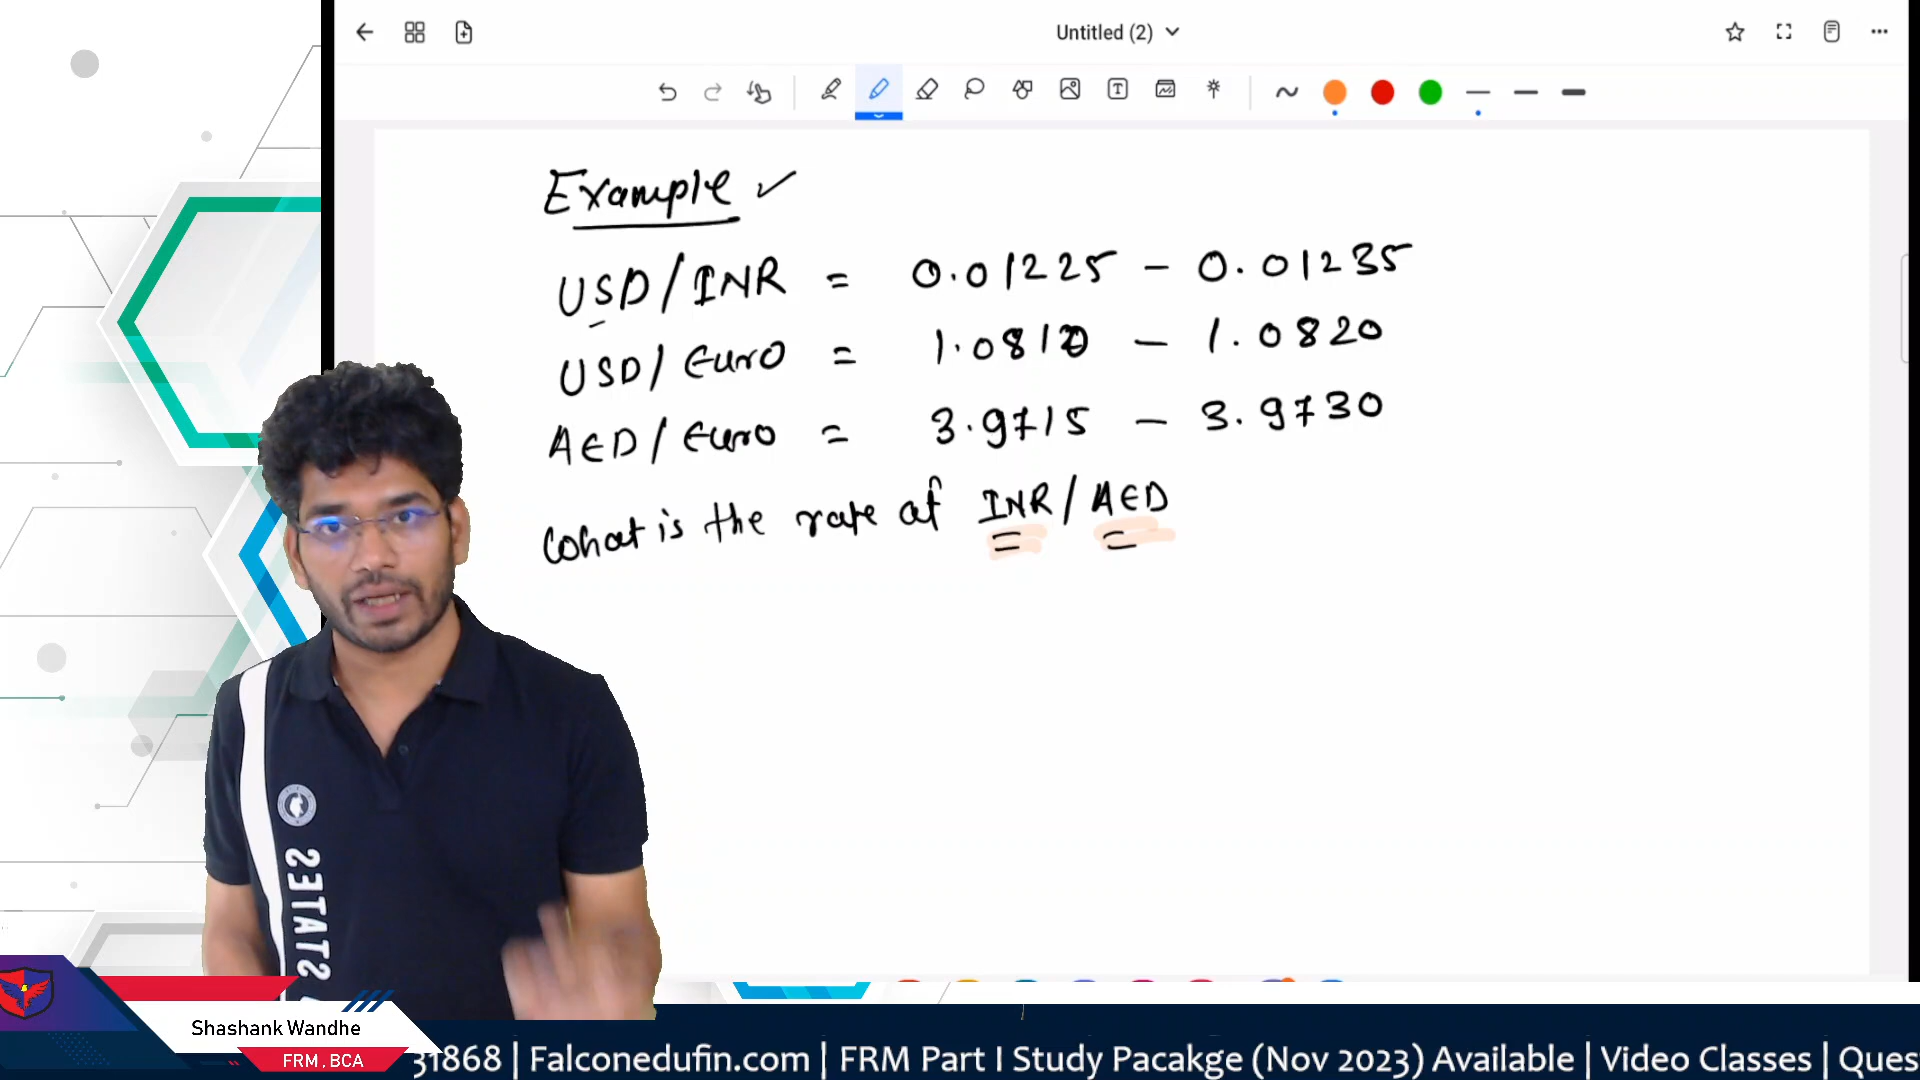 Untitled (2)
Example ✓
USD/INR = 0.01225 - 0.01235
USD/Euro = 1.0810 - 1.0820
AED/Euro = 3.9715 - 3.9730
What is the rate of INR/AED
2ЭTAT2
Shashank Wandhe
FRM, BCA
31868 | Falconedufin.com | FRM Part I Study Pacakge (Nov 2023) Available | Video Classes | Ques